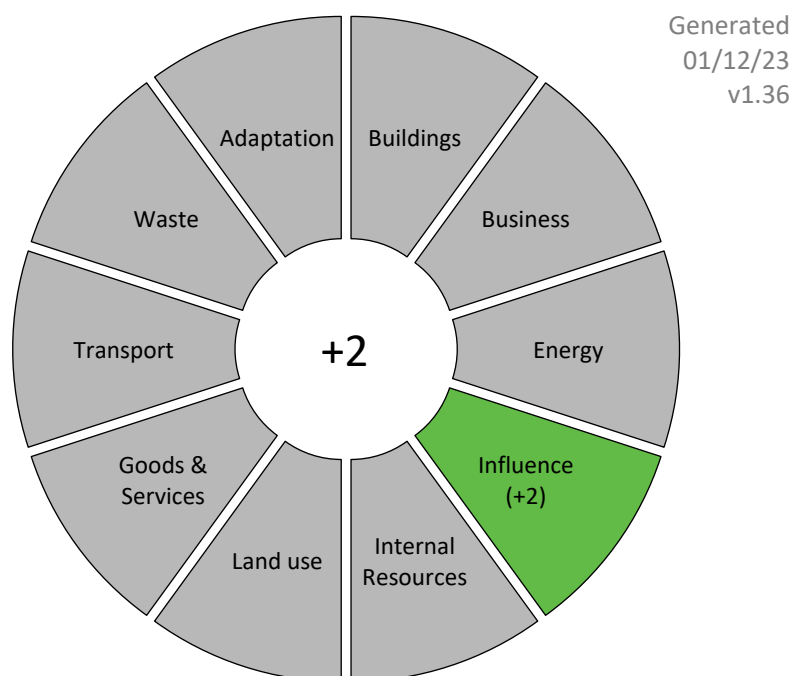 Generated
01/12/23
v1.36
Adaptation
Buildings
Waste
Business
Transport
+2
Energy
Goods &
Services
Influence
(+2)
Land use
Internal
Resources